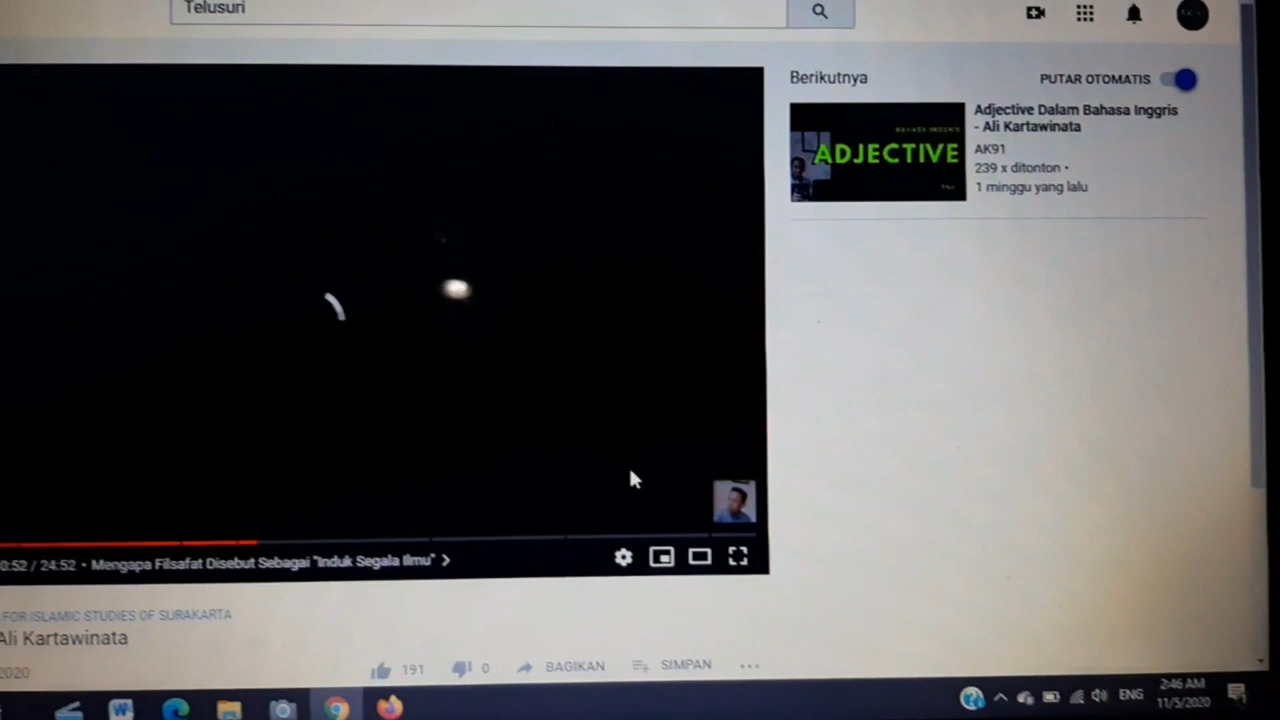 Telusuri
Berikutnya
PUTAR OTOMATIS
ADJECTIVE
Adjective Dalam Bahasa Inggris
- Ali Kartawinata
AK91
239 x ditonton •
1 minggu yang lalu
0:52 / 24:52 • Mengapa Filsafat Disebut Sebagai "Induk Segala Ilmu"
FOR ISLAMIC STUDIES OF SURAKARTA
Ali Kartawinata
2020
191
0
BAGIKAN
SIMPAN
ENG
2:46 AM
11/5/2020